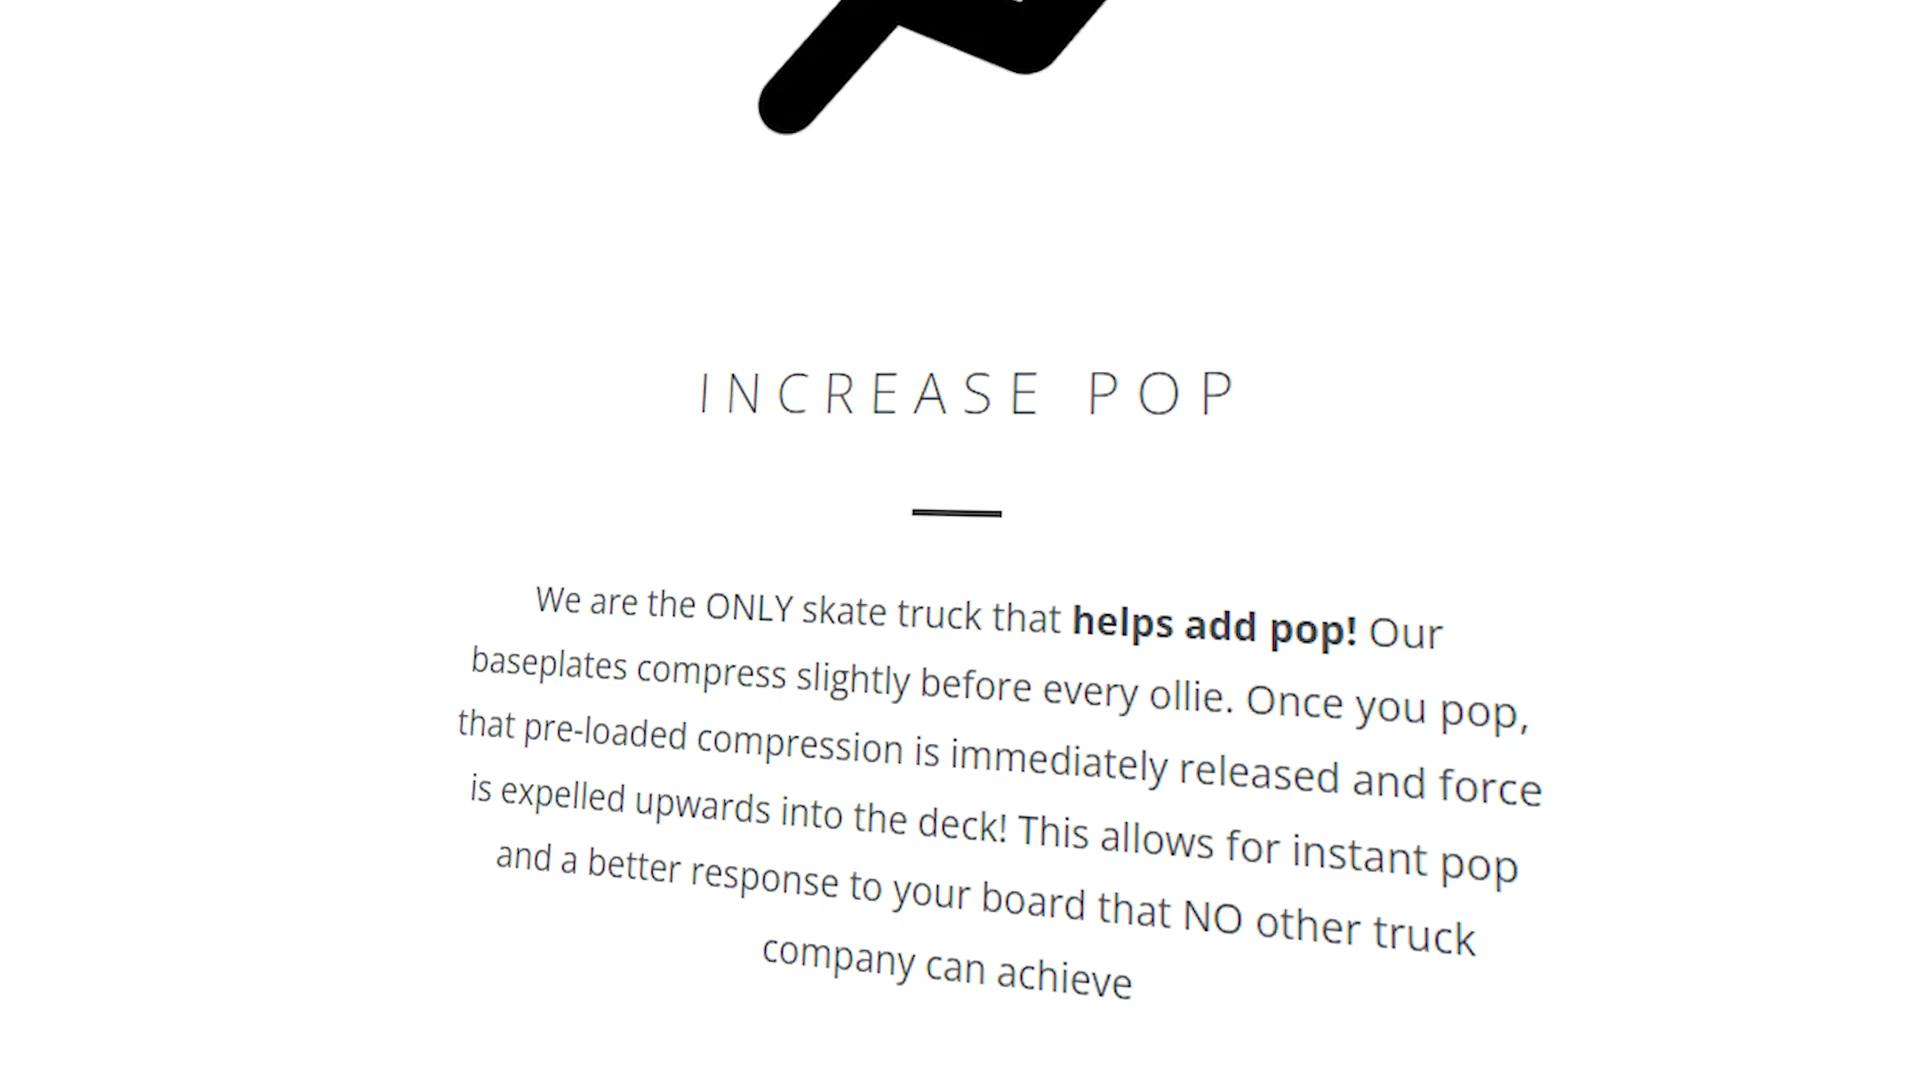 INCREASE POP
We are the ONLY skate truck that helps add pop! Our
baseplates compress slightly before every ollie. Once you pop,
that pre-loaded compression is immediately released and force
is expelled upwards into the deck! This allows for instant pop
and a better response to your board that NO other truck
company can achieve